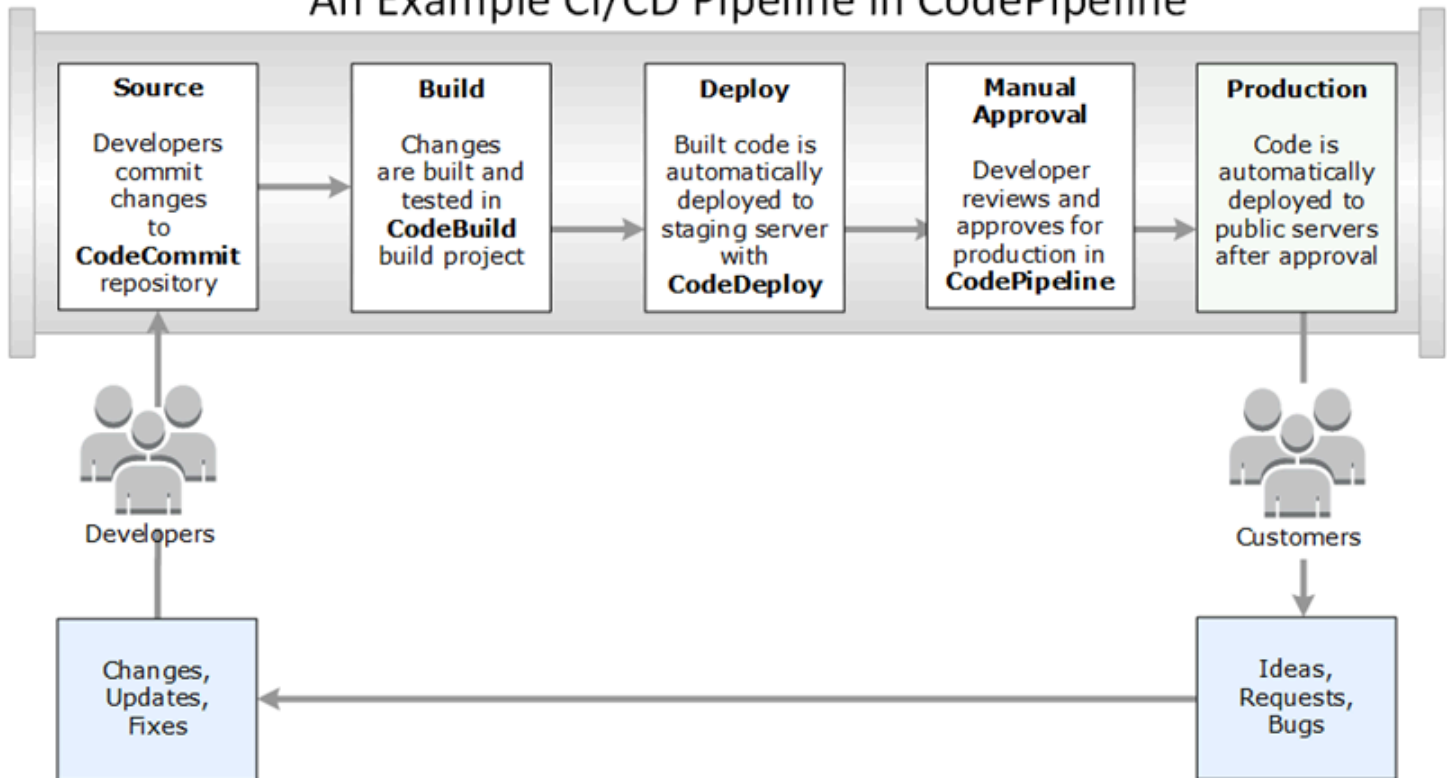 An Example CI/CD Pipeline in CodePipeline
Source
Developers
commit
changes
to
CodeCommit
repository
Build
Changes
are built and
tested in
CodeBuild
build project
Deploy
Built code is
automatically
deployed to
staging server
with
CodeDeploy
Manual
Approval
Developer
reviews and
approves for
production in
CodePipeline
Production
Code is
automatically
deployed to
public servers
after approval
Developers
Customers
Changes,
Updates,
Fixes
Ideas,
Requests,
Bugs